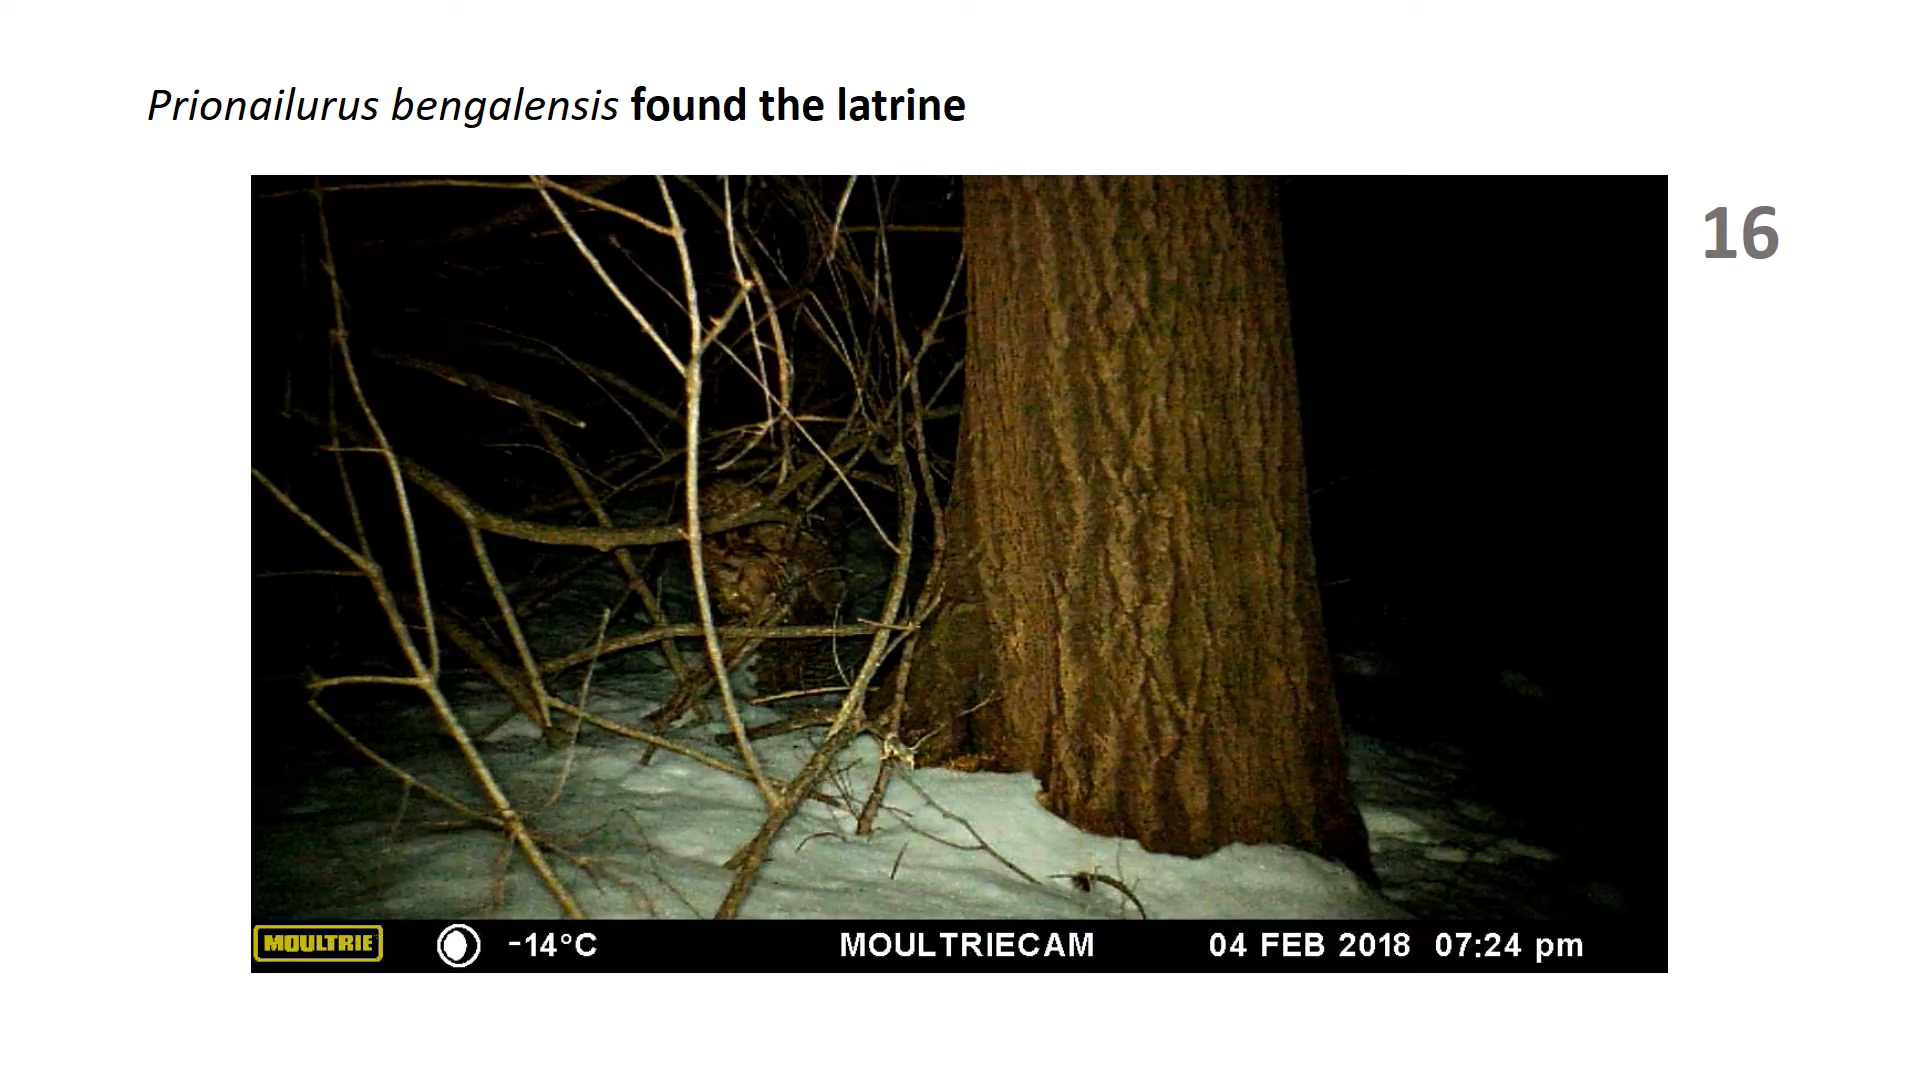 Prionailurus bengalensis found the latrine
16
MOULTRIE -14°C MOULTRIECAM 04 FEB 2018 07:24 pm